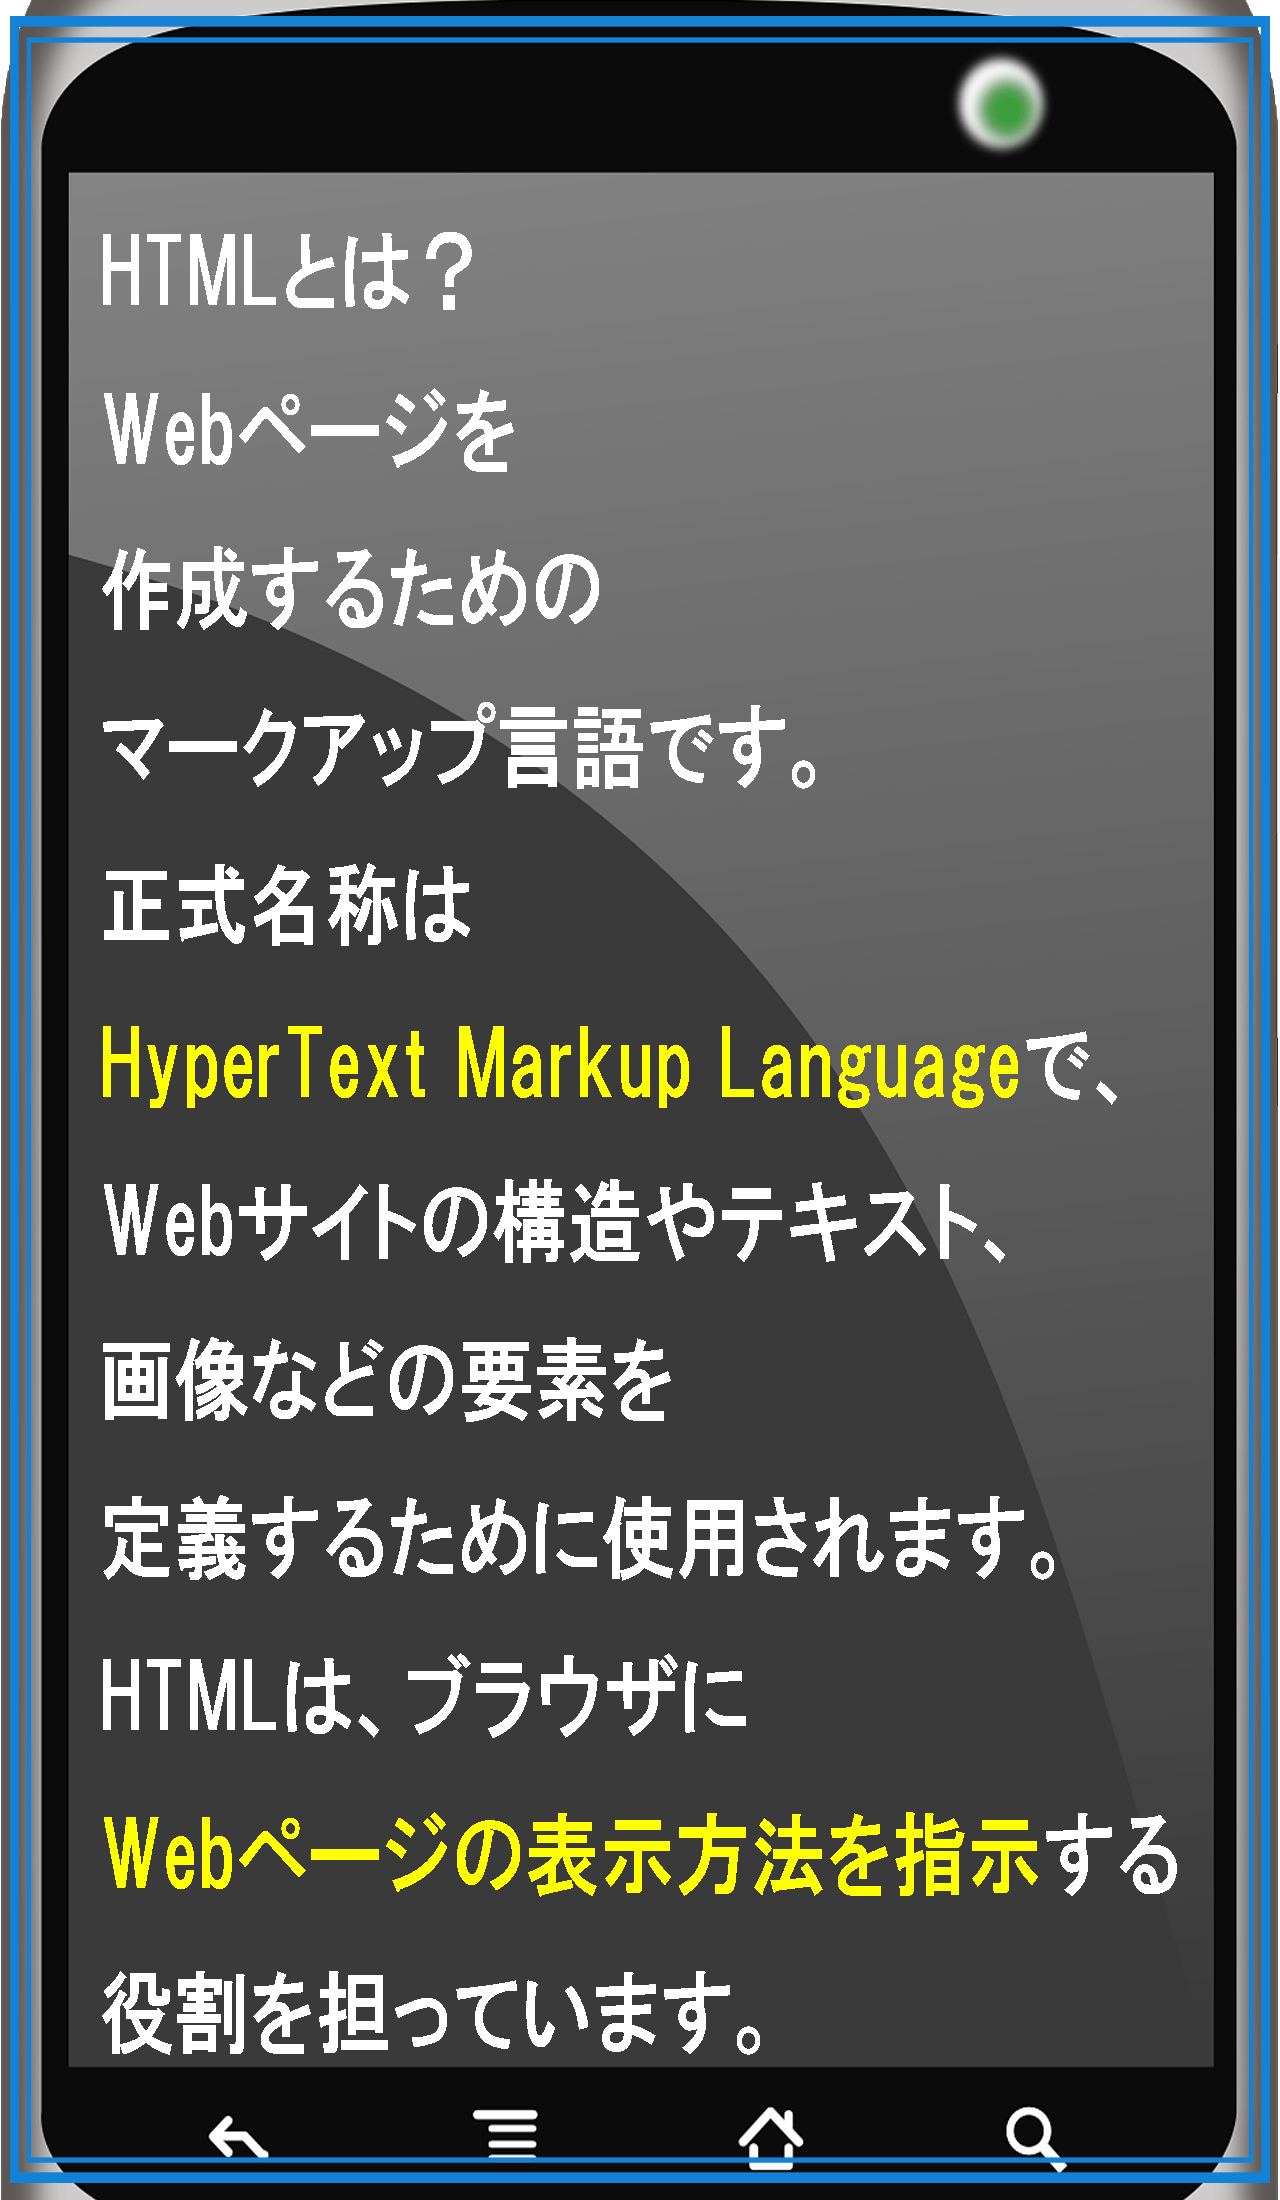 HTMLとは？
Webページを
作成するための
マークアップ言語です。
正式名称は
HyperText Markup Languageで、
Webサイトの構造やテキスト、
画像などの要素を
定義するために使用されます。
HTMLは、ブラウザに
Webページの表示方法を指示する
役割を担っています。